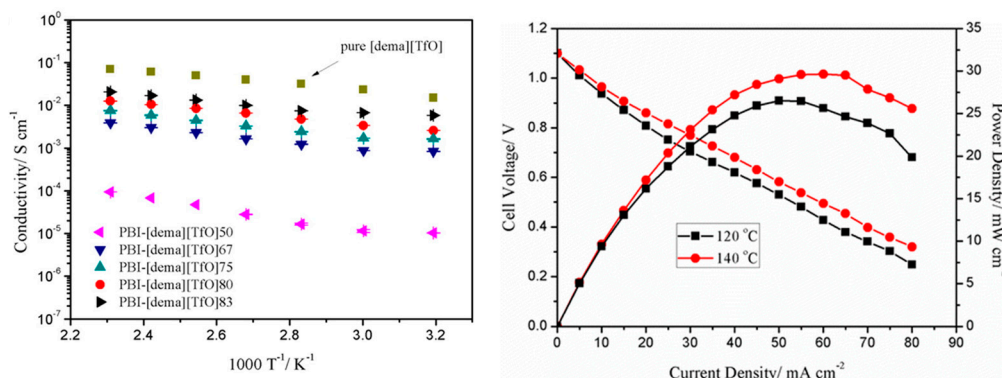 10^0
10^-1
10^-2
10^-3
10^-4
10^-5
10^-6
10^-7
Conductivity/ S cm^-1
pure [dema][TfO]
PBI-[dema][TfO]50
PBI-[dema][TfO]67
PBI-[dema][TfO]75
PBI-[dema][TfO]80
PBI-[dema][TfO]83
2.2 2.4 2.6 2.8 3.0 3.2
1000 T^-1/ K^-1
1.2
1.0
0.8
0.6
0.4
0.2
0.0
Cell Voltage/ V
120 °C
140 °C
35
30
25
20
15
10
5
0
Power Density/ mW cm^-
0 10 20 30 40 50 60 70 80 90
Current Density/ mA cm^-2